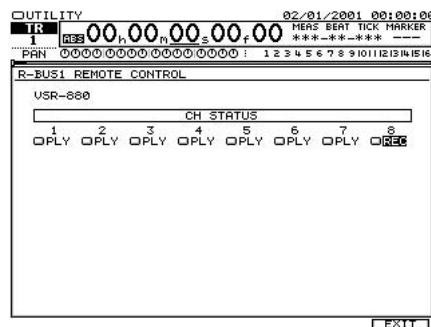 UTILITY 02/01/2001 00:00:00
TR 1 ABS 00h00m00s00f00 MEAS BEAT TICK MARKER
***-**-*** ---
PAN 1 2 3 4 5 6 7 8 9 10 11 12 13 14 15 16
R-BUS1 REMOTE CONTROL
VSR-880
CH STATUS
1 2 3 4 5 6 7 8
PLY PLY PLY PLY PLY PLY PLY REC
EXIT